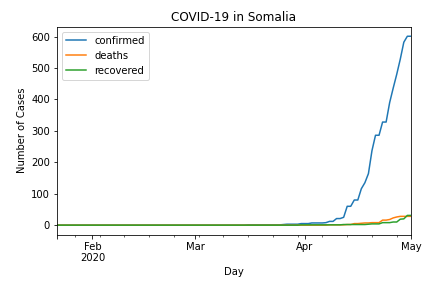 COVID-19 in Somalia
confirmed
deaths
recovered
Number of Cases
600
500
400
300
200
100
0
Feb
2020
Mar
Apr
May
Day